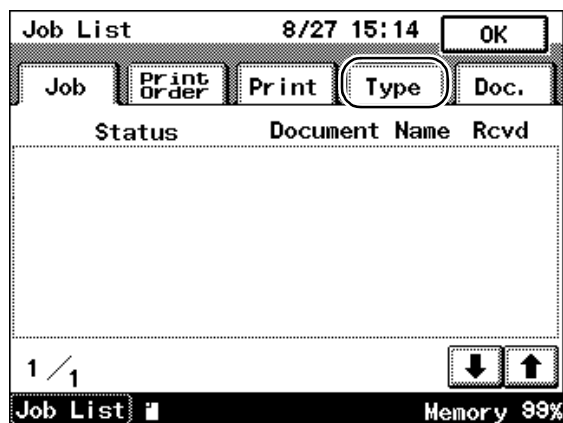 Job List 8/27 15:14 OK
Job Print Order Print Type Doc.
Status Document Name Rcvd
1/1
Job List Memory 99%